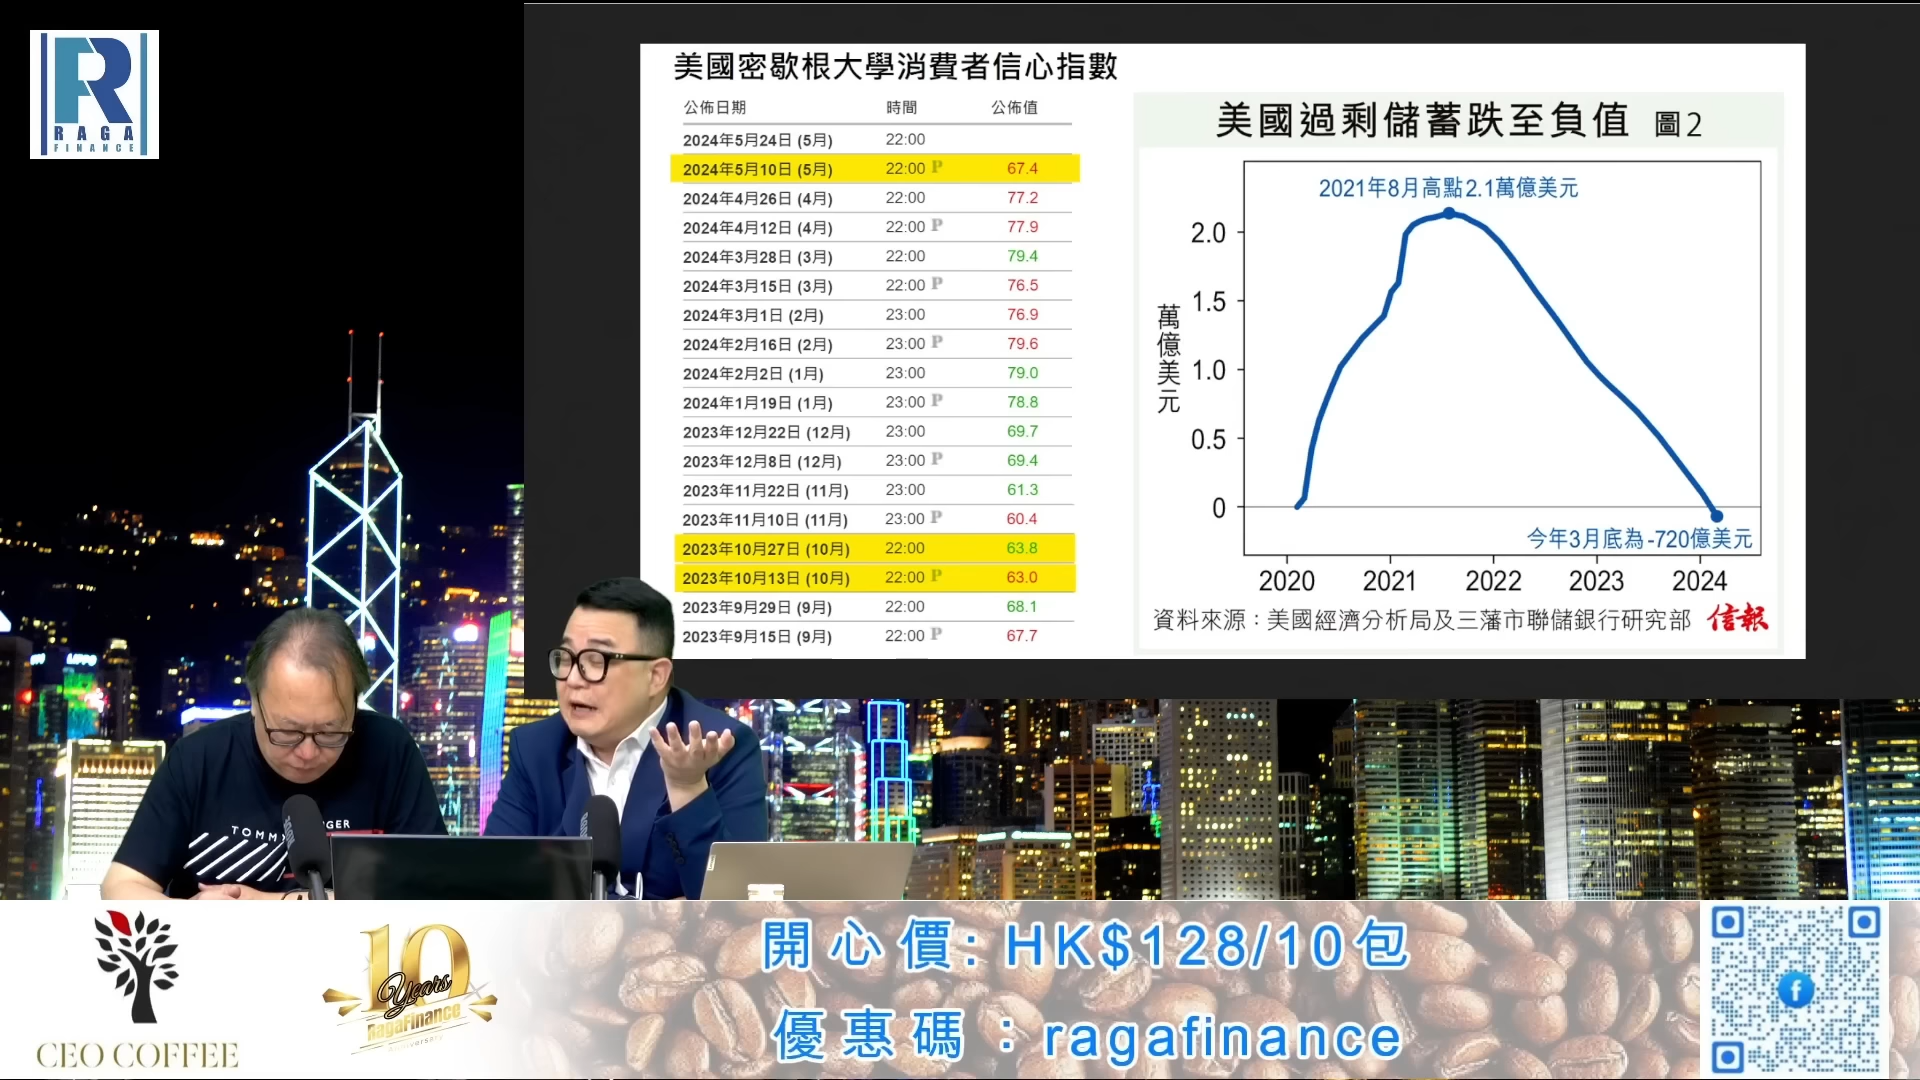 RAGA
FINANCE
美國密歇根大學消費者信心指數
公佈日期 時間 公佈值
2024年5月24日 (5月) 22:00
2024年5月10日 (5月) 22:00 P 67.4
2024年4月26日 (4月) 22:00 77.2
2024年4月12日 (4月) 22:00 P 77.9
2024年3月28日 (3月) 22:00 79.4
2024年3月15日 (3月) 22:00 P 76.5
2024年3月1日 (2月) 23:00 76.9
2024年2月16日 (2月) 23:00 P 79.6
2024年2月2日 (1月) 23:00 79.0
2024年1月19日 (1月) 23:00 P 78.8
2023年12月22日 (12月) 23:00 69.7
2023年12月8日 (12月) 23:00 P 69.4
2023年11月22日 (11月) 23:00 61.3
2023年11月10日 (11月) 23:00 P 60.4
2023年10月27日 (10月) 22:00 63.8
2023年10月13日 (10月) 22:00 P 63.0
2023年9月29日 (9月) 22:00 68.1
2023年9月15日 (9月) 22:00 P 67.7
美國過剩儲蓄跌至負值 圖2
2021年8月高點2.1萬億美元
2.0
1.5
1.0
0.5
0
萬億美元
今年3月底為-720億美元
2020 2021 2022 2023 2024
資料來源：美國經濟分析局及三藩市聯儲銀行研究部 信報
CEO COFFEE
10
Years
RagaFinance
Anniversary
開心價: HK$128/10包
優惠碼：ragafinance
f